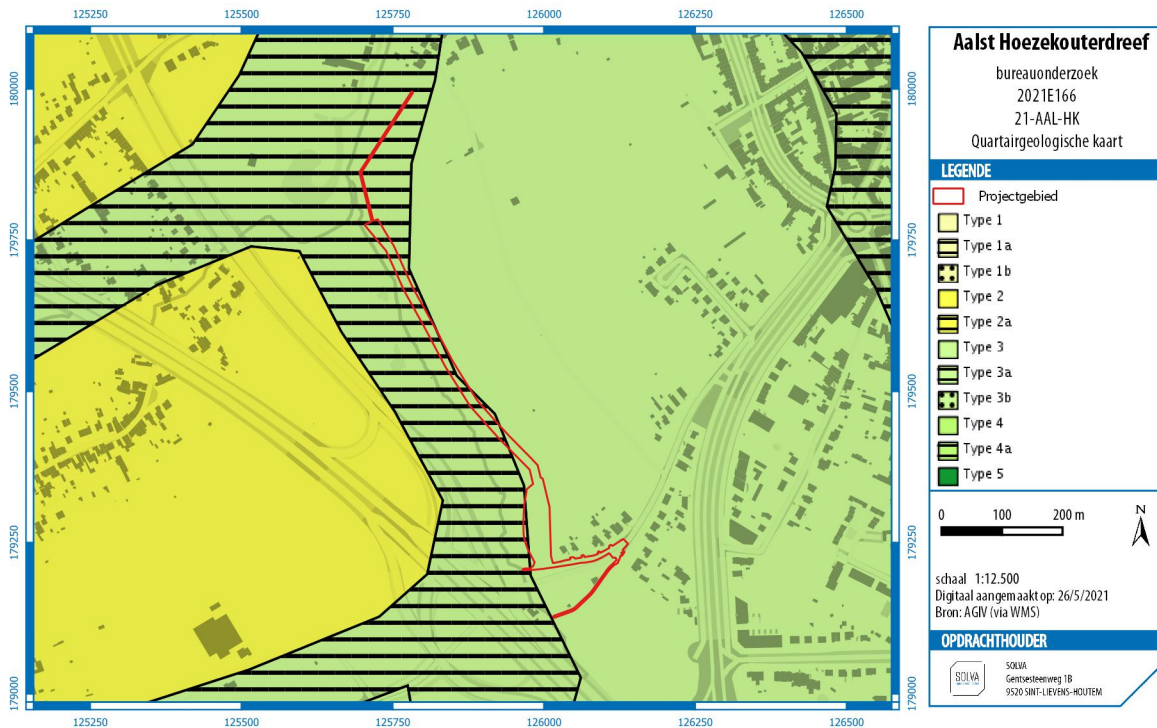 125250 125500 125750 126000 126250 126500
180000
179750
179500
179250
179000
180000
179750
179500
179250
179000
125250 125500 125750 126000 126250 126500
Aalst Hoezekouterdreef
bureauonderzoek
2021E166
21-AAL-HK
Quartairgeologische kaart
LEGENDE
Projectgebied
Type 1
Type 1a
Type 1b
Type 2
Type 2a
Type 3
Type 3a
Type 3b
Type 4
Type 4a
Type 5
0 100 200 m
N
schaal 1:12.500
Digitaal aangemaakt op: 26/5/2021
Bron: AGIV (via WMS)
OPDRACHTHOUDER
SOLVA
SOLVA
Gentsesteenweg 1B
9520 SINT-LIEVENS-HOUTEM